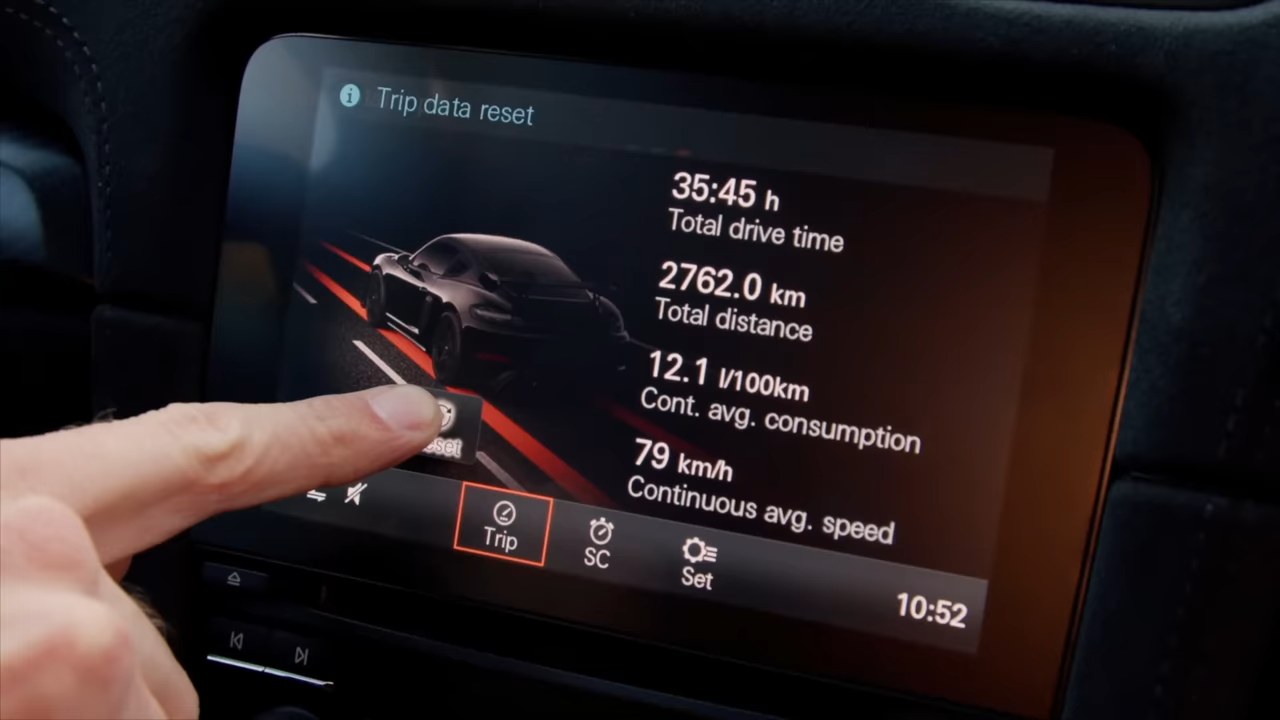 Trip data reset
35:45 h
Total drive time
2762.0 km
Total distance
12.1 l/100km
Cont. avg. consumption
79 km/h
Continuous avg. speed
Trip
SC
Set
10:52